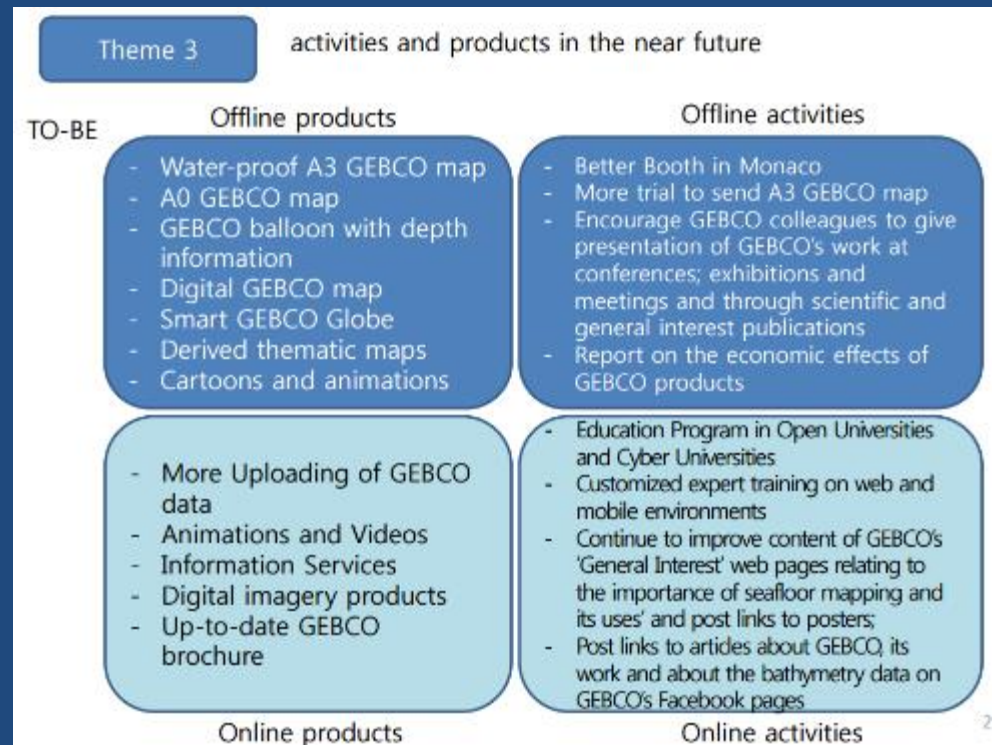 Theme 3
activities and products in the near future
TO-BE
Offline products
- Water-proof A3 GEBCO map
- A0 GEBCO map
- GEBCO balloon with depth
information
- Digital GEBCO map
- Smart GEBCO Globe
- Derived thematic maps
- Cartoons and animations
Offline activities
- Better Booth in Monaco
- More trial to send A3 GEBCO map
- Encourage GEBCO colleagues to give
presentation of GEBCO's work at
conferences; exhibitions and
meetings and through scientific and
general interest publications
- Report on the economic effects of
GEBCO products
- More Uploading of GEBCO
data
- Animations and Videos
- Information Services
- Digital imagery products
- Up-to-date GEBCO
brochure
Online products
- Education Program in Open Universities
and Cyber Universities
- Customized expert training on web and
mobile environments
- Continue to improve content of GEBCO's
'General Interest' web pages relating to
the importance of seafloor mapping and
its uses' and post links to posters;
- Post links to articles about GEBCO, its
work and about the bathymetry data on
GEBCO's Facebook pages
Online activities
2